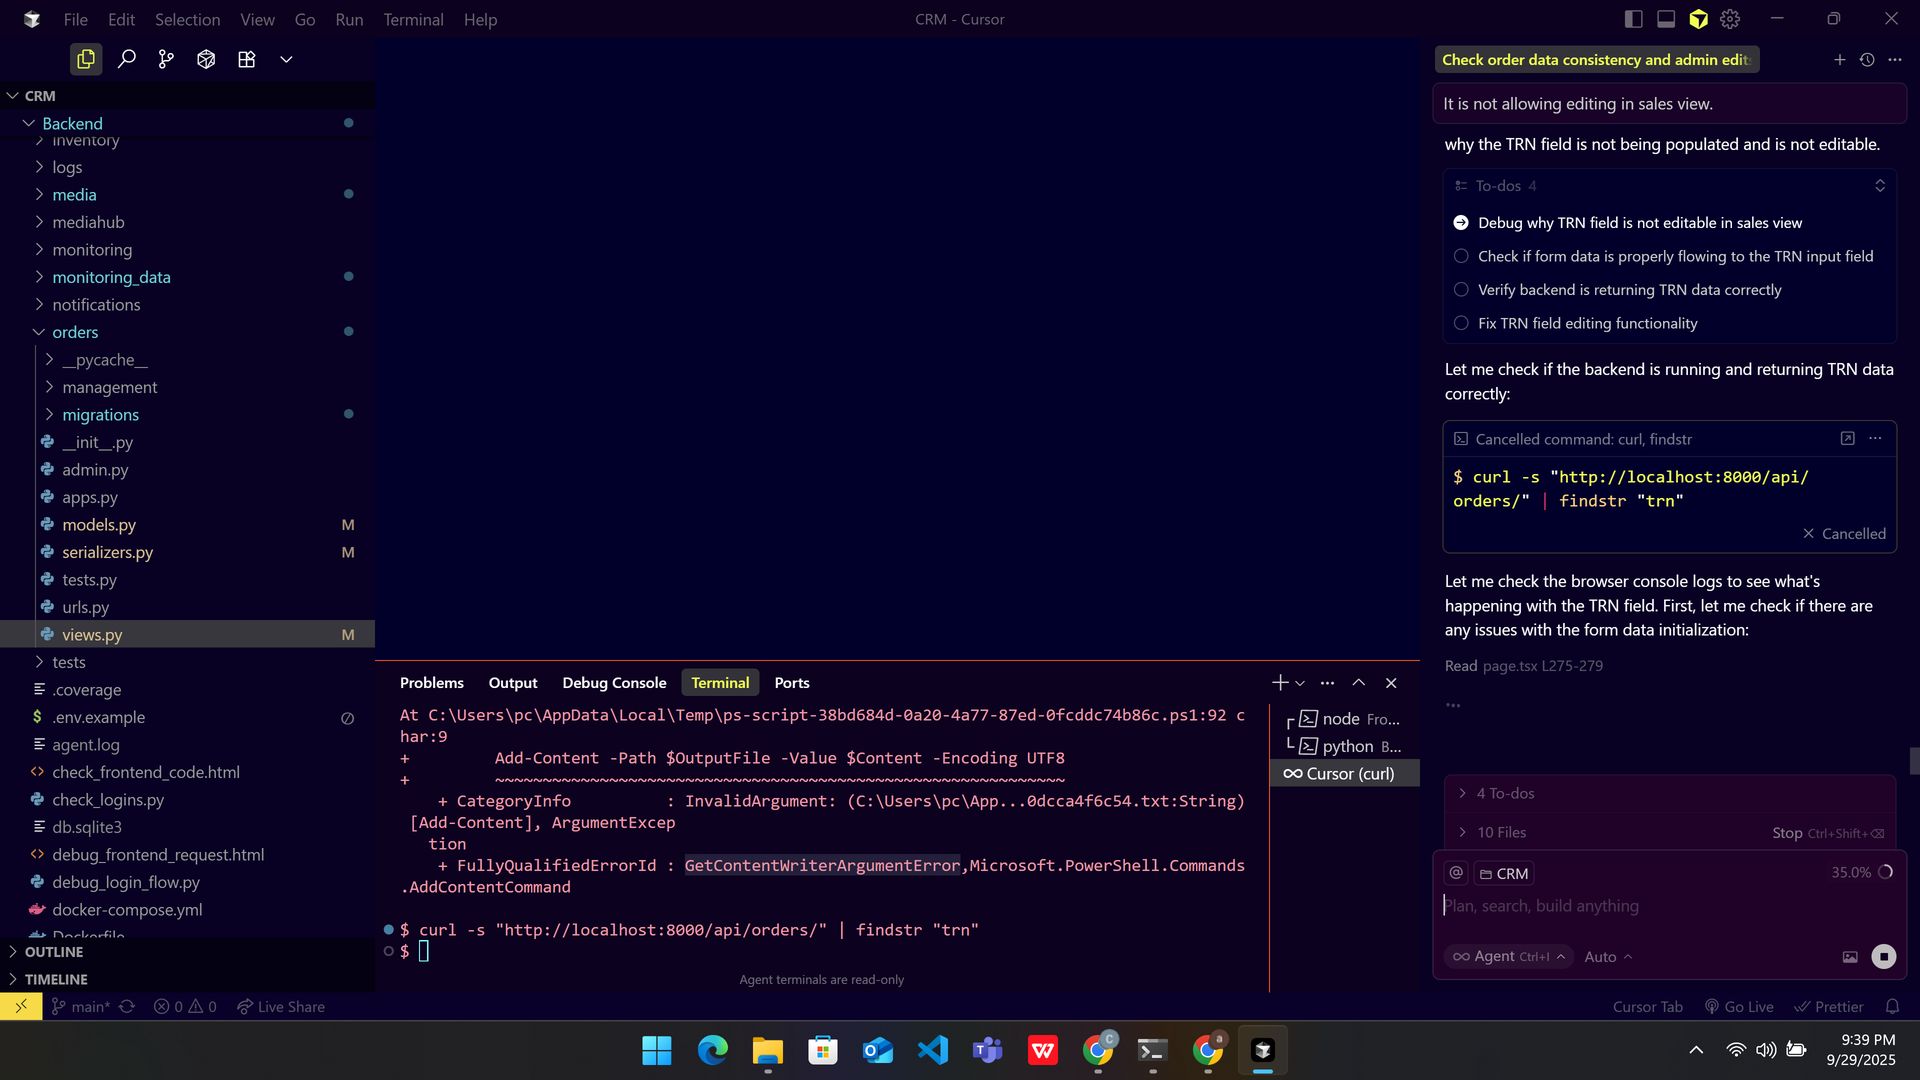 File Edit Selection View Go Run Terminal Help
CRM - Cursor
CRM
Backend
inventory
logs
media
mediahub
monitoring
monitoring_data
notifications
orders
__pycache__
management
migrations
__init__.py
admin.py
apps.py
models.py M
serializers.py M
tests.py
urls.py
views.py M
tests
.coverage
.env.example
agent.log
check_frontend_code.html
check_logins.py
db.sqlite3
debug_frontend_request.html
debug_login_flow.py
docker-compose.yml
Dockerfile
OUTLINE
TIMELINE
Problems Output Debug Console Terminal Ports
At C:\Users\pc\AppData\Local\Temp\ps-script-38bd684d-0a20-4a77-87ed-0fcddc74b86c.ps1:92 c
har:9
+         Add-Content -Path $OutputFile -Value $Content -Encoding UTF8
+         ~~~~~~~~~~~~~~~~~~~~~~~~~~~~~~~~~~~~~~~~~~~~~~~~~~~~~~~~~~~~
    + CategoryInfo          : InvalidArgument: (C:\Users\pc\App...0dcca4f6c54.txt:String)
 [Add-Content], ArgumentExcep
   tion
    + FullyQualifiedErrorId : GetContentWriterArgumentError,Microsoft.PowerShell.Commands
.AddContentCommand
$ curl -s "http://localhost:8000/api/orders/" | findstr "trn"
$
Agent terminals are read-only
node Fro...
python B...
Cursor (curl)
Check order data consistency and admin edit
It is not allowing editing in sales view.
why the TRN field is not being populated and is not editable.
To-dos 4
Debug why TRN field is not editable in sales view
Check if form data is properly flowing to the TRN input field
Verify backend is returning TRN data correctly
Fix TRN field editing functionality
Let me check if the backend is running and returning TRN data
correctly:
Cancelled command: curl, findstr
$ curl -s "http://localhost:8000/api/
orders/" | findstr "trn"
Cancelled
Let me check the browser console logs to see what's
happening with the TRN field. First, let me check if there are
any issues with the form data initialization:
Read page.tsx L275-279
4 To-dos
10 Files Stop Ctrl+Shift+⌫
@ CRM 35.0%
Plan, search, build anything
Agent Ctrl+I Auto
main* 0 0 Live Share
Cursor Tab Go Live Prettier
9:39 PM
9/29/2025